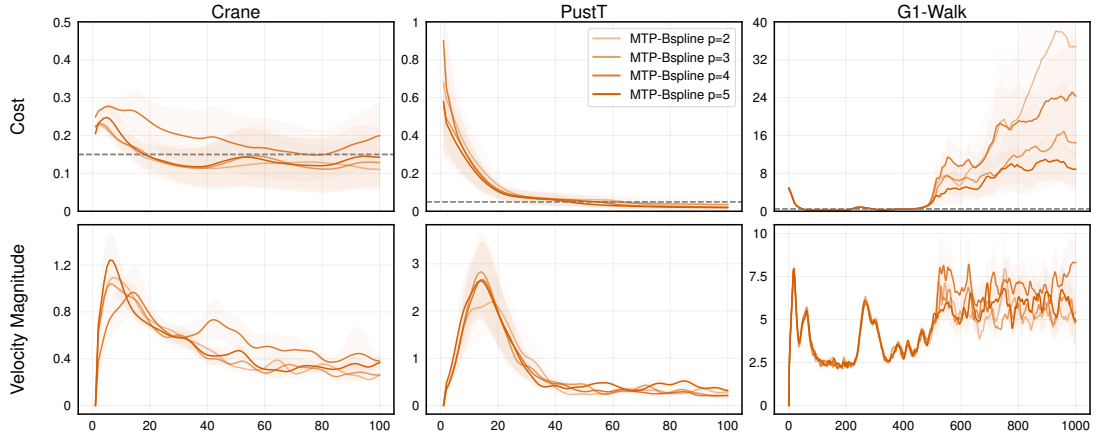 Crane
PustT
G1-Walk
Cost
0.5
0.4
0.3
0.2
0.1
0
1
0.8
0.6
0.4
0.2
0
MTP-Bspline p=2
MTP-Bspline p=3
MTP-Bspline p=4
MTP-Bspline p=5
40
32
24
16
8
0
Velocity Magnitude
1.2
0.8
0.4
0
3
2
1
0
10
7.5
5
2.5
0
0 20 40 60 80 100
0 20 40 60 80 100
0 200 400 600 800 1000